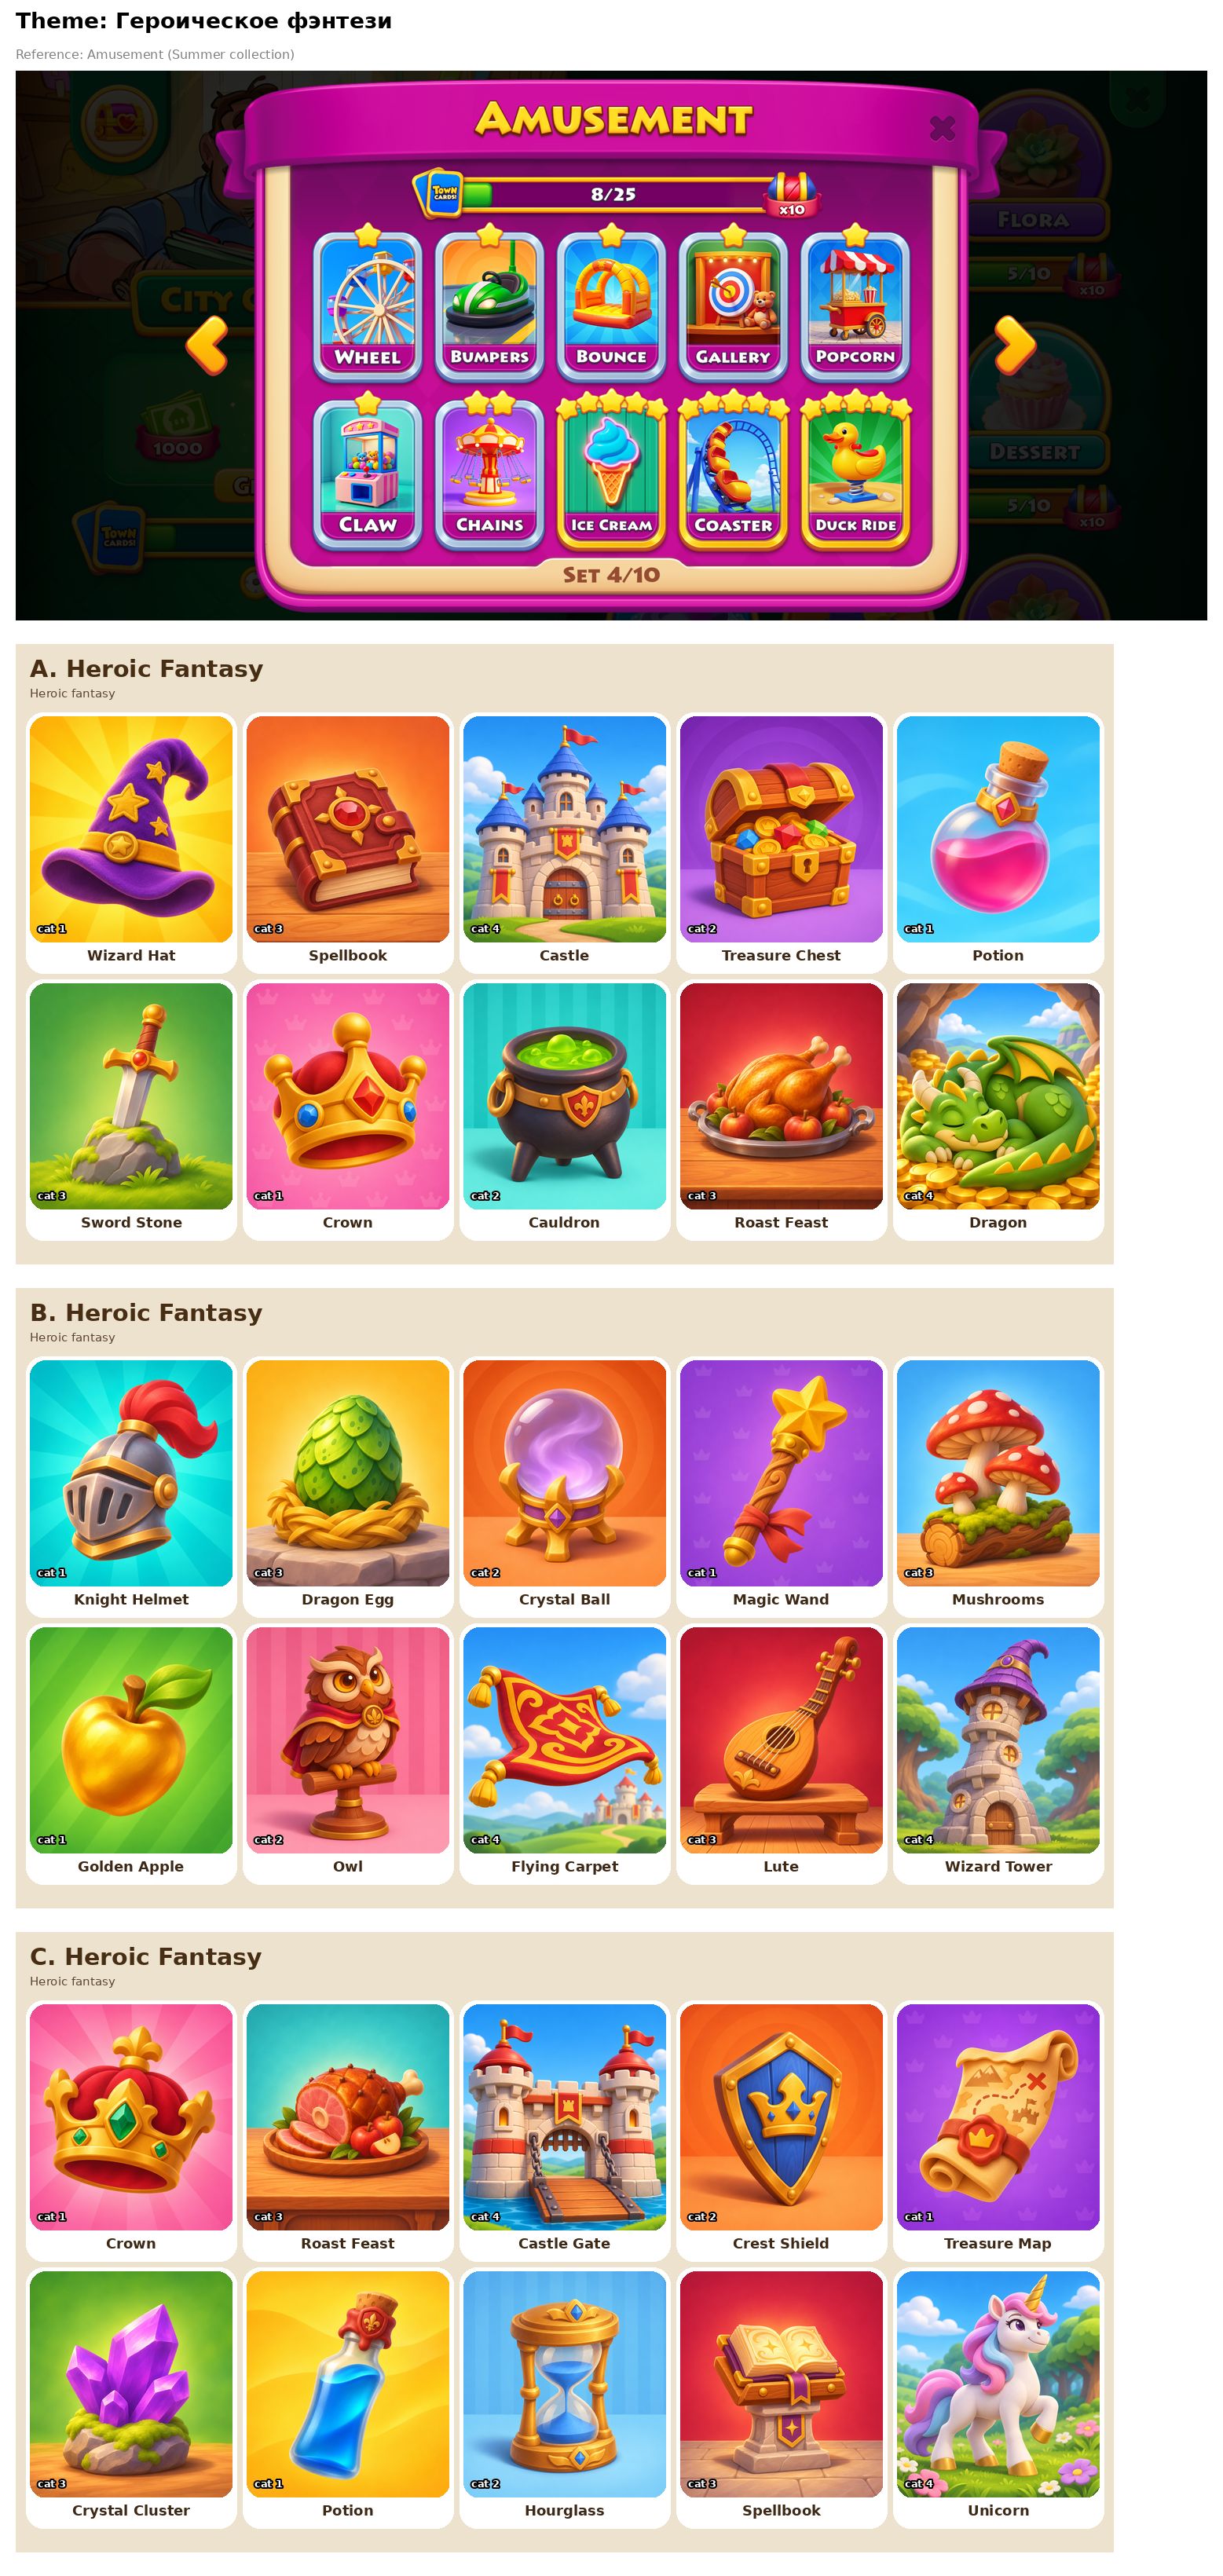 Theme: Героическое фэнтези
Reference: Amusement (Summer collection)
AMUSEMENT
TOWN CARDS!
8/25
x10
WHEEL
BUMPERS
BOUNCE
GALLERY
POPCORN
CLAW
CHAINS
ICE CREAM
COASTER
DUCK RIDE
SET 4/10
CITY
1000
TOWN CARDS!
FLORA
5/10
x10
DESSERT
5/10
x10
A. Heroic Fantasy
Heroic fantasy
cat 1
cat 3
cat 4
cat 2
cat 1
Wizard Hat
Spellbook
Castle
Treasure Chest
Potion
cat 3
cat 1
cat 2
cat 3
cat 4
Sword Stone
Crown
Cauldron
Roast Feast
Dragon
B. Heroic Fantasy
Heroic fantasy
cat 1
cat 3
cat 2
cat 1
cat 3
Knight Helmet
Dragon Egg
Crystal Ball
Magic Wand
Mushrooms
cat 1
cat 2
cat 4
cat 3
cat 4
Golden Apple
Owl
Flying Carpet
Lute
Wizard Tower
C. Heroic Fantasy
Heroic fantasy
cat 1
cat 3
cat 4
cat 2
cat 1
Crown
Roast Feast
Castle Gate
Crest Shield
Treasure Map
cat 3
cat 1
cat 2
cat 3
cat 4
Crystal Cluster
Potion
Hourglass
Spellbook
Unicorn